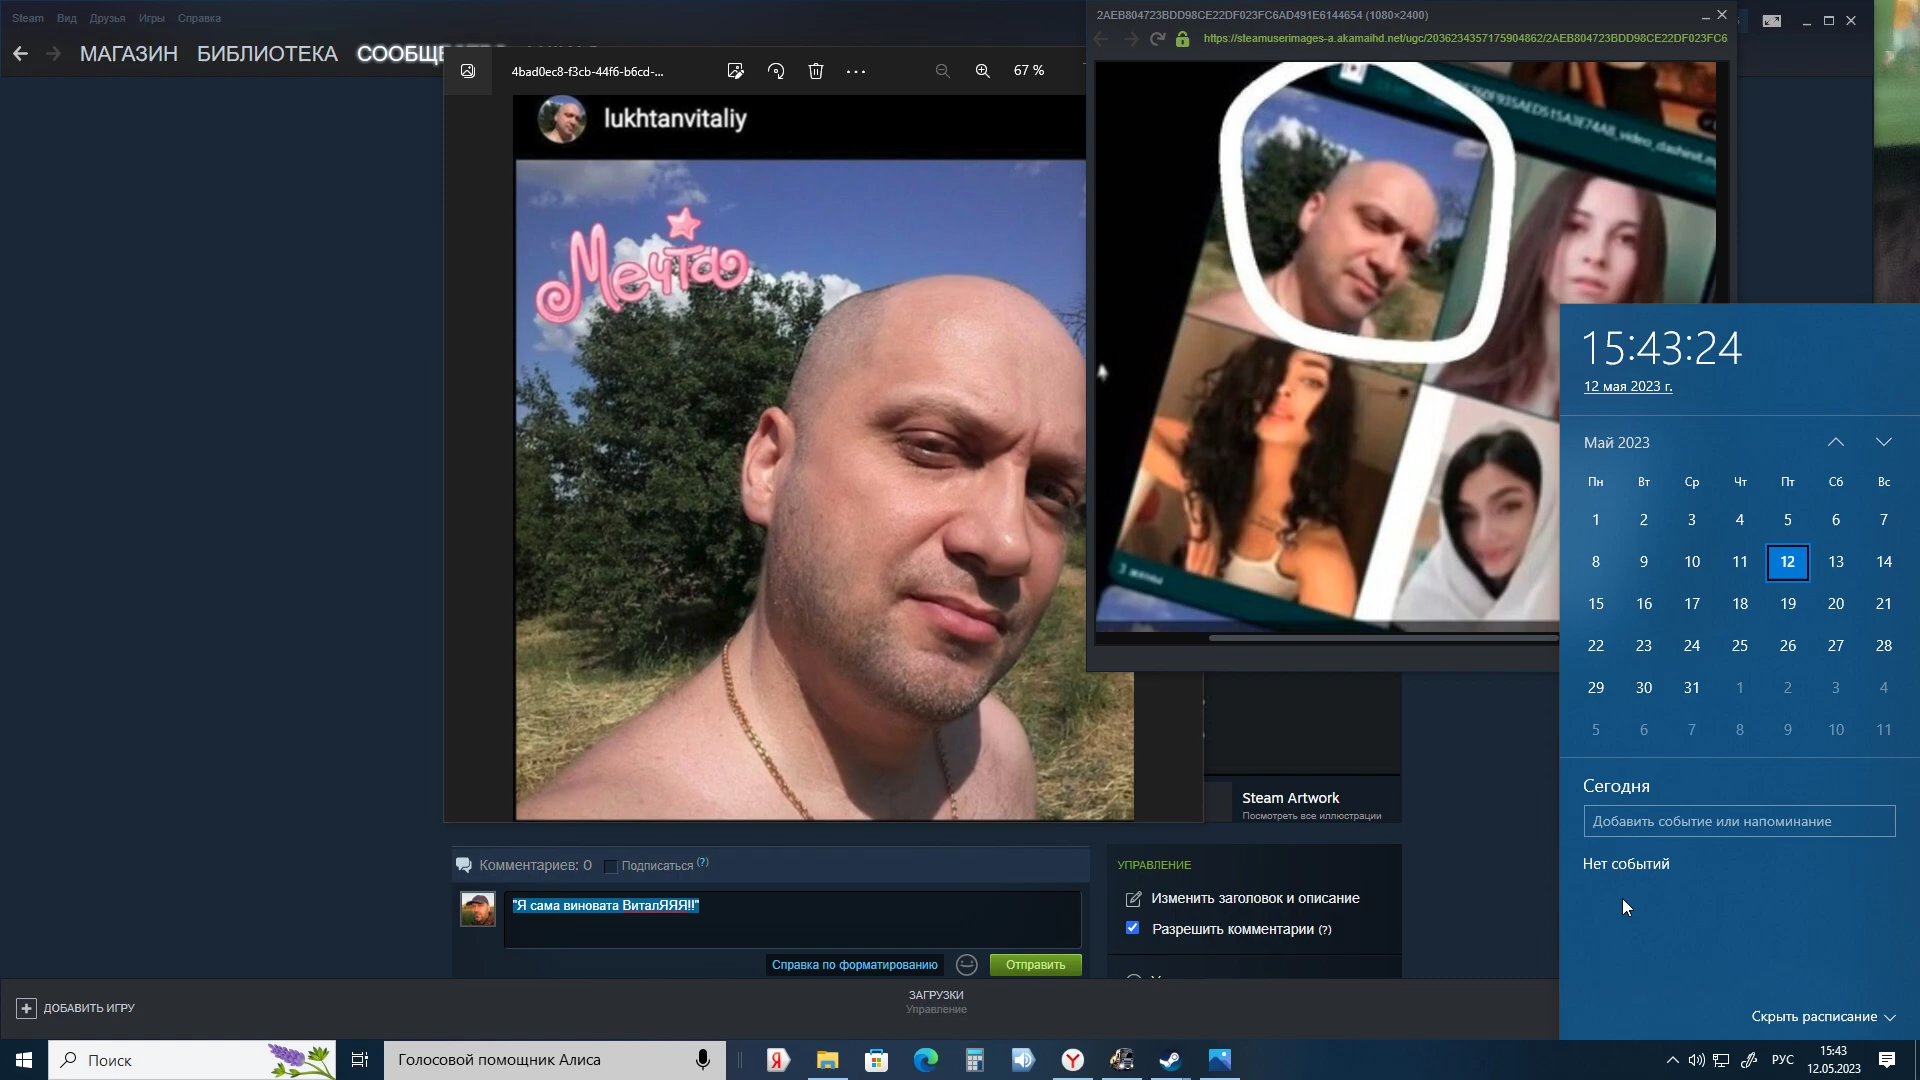 Steam Вид Друзья Игры Справка
МАГАЗИН БИБЛИОТЕКА
4bad0ec8-f3cb-44f6-b6cd-...
67 %
lukhtanvitaliy
Мечта
2AEB804723BDD98CE22DF023FC6AD491E6144654 (1080×2400)
https://steamuserimages-a.akamaihd.net/ugc/2036234357175904862/2AEB804723BDD98CE22DF023FC6
3 жены
15:43:24
12 мая 2023 г.
Май 2023
Пн Вт Ср Чт Пт Сб Вс
1 2 3 4 5 6 7
8 9 10 11 12 13 14
15 16 17 18 19 20 21
22 23 24 25 26 27 28
29 30 31 1 2 3 4
5 6 7 8 9 10 11
Сегодня
Добавить событие или напоминание
Нет событий
Скрыть расписание
Steam Artwork
Посмотреть все иллюстрации
Комментариев: 0 Подписаться (?)
"Я сама виновата ВиталЯЯЯ!!"
Справка по форматированию
Отправить
УПРАВЛЕНИЕ
Изменить заголовок и описание
Разрешить комментарии (?)
ДОБАВИТЬ ИГРУ
ЗАГРУЗКИ
Управление
Поиск
Голосовой помощник Алиса
РУС
15:43
12.05.2023